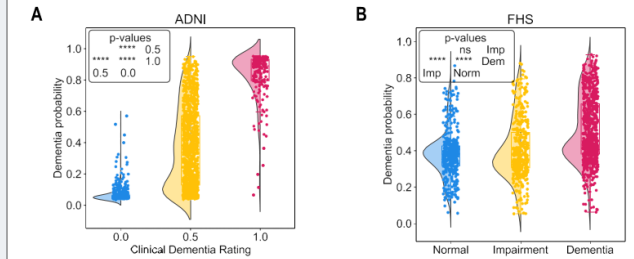 A
ADNI
p-values
**** 0.5
**** **** 1.0
0.5 0.0
Dementia probability
1.0
0.8
0.6
0.4
0.2
0.0
0.0 0.5 1.0
Clinical Dementia Rating
B
FHS
p-values
ns Imp
**** **** Dem
Imp Norm
Dementia probability
1.0
0.8
0.6
0.4
0.2
0.0
Normal Impairment Dementia